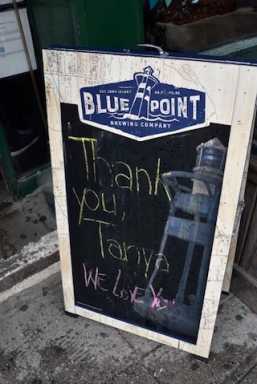 BLUE POINT
BREWING COMPANY
Thank
you,
Tanya
WE LOVE YOU!